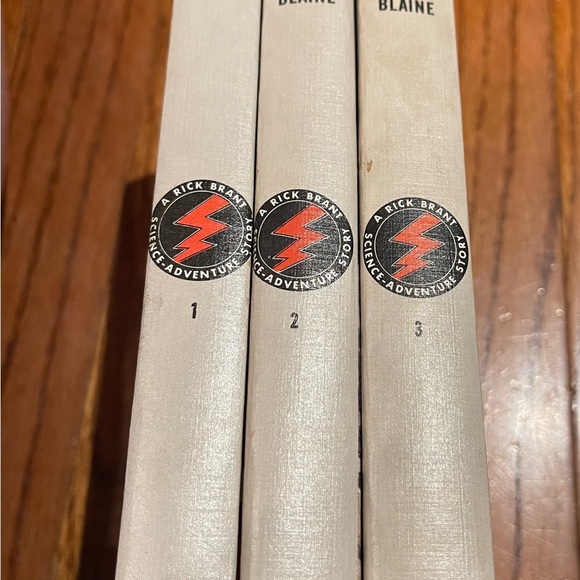 BLAINE
BLAINE
A RICK BRANT
SCIENCE-ADVENTURE STORY
1
A RICK BRANT
SCIENCE-ADVENTURE STORY
2
A RICK BRANT
SCIENCE-ADVENTURE STORY
3